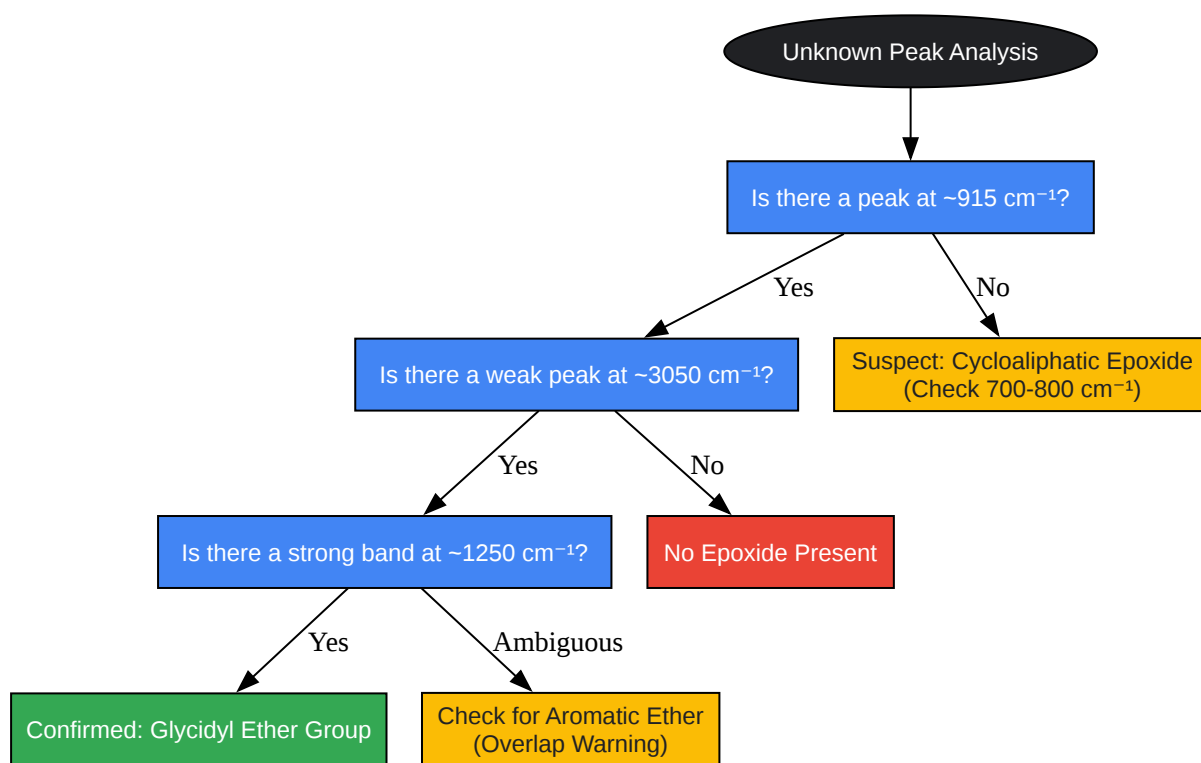 Unknown Peak Analysis
Is there a peak at ~915 cm⁻¹?
Yes
No
Is there a weak peak at ~3050 cm⁻¹?
Suspect: Cycloaliphatic Epoxide
(Check 700-800 cm⁻¹)
Yes
No
Is there a strong band at ~1250 cm⁻¹?
No Epoxide Present
Yes
Ambiguous
Confirmed: Glycidyl Ether Group
Check for Aromatic Ether
(Overlap Warning)